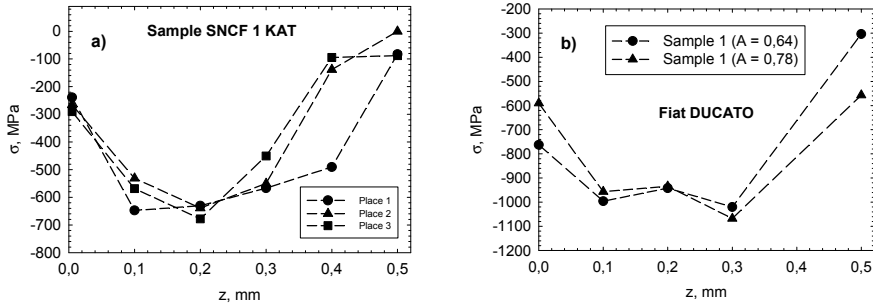 a)
Sample SNCF 1 KAT
0
-100
-200
-300
-400
-500
-600
-700
-800
σ, MPa
Place 1
Place 2
Place 3
0,0 0,1 0,2 0,3 0,4 0,5
z, mm
b)
Sample 1 (A = 0,64)
Sample 1 (A = 0,78)
Fiat DUCATO
-200
-300
-400
-500
-600
-700
-800
-900
-1000
-1100
-1200
σ, MPa
0,0 0,1 0,2 0,3 0,4 0,5
z, mm